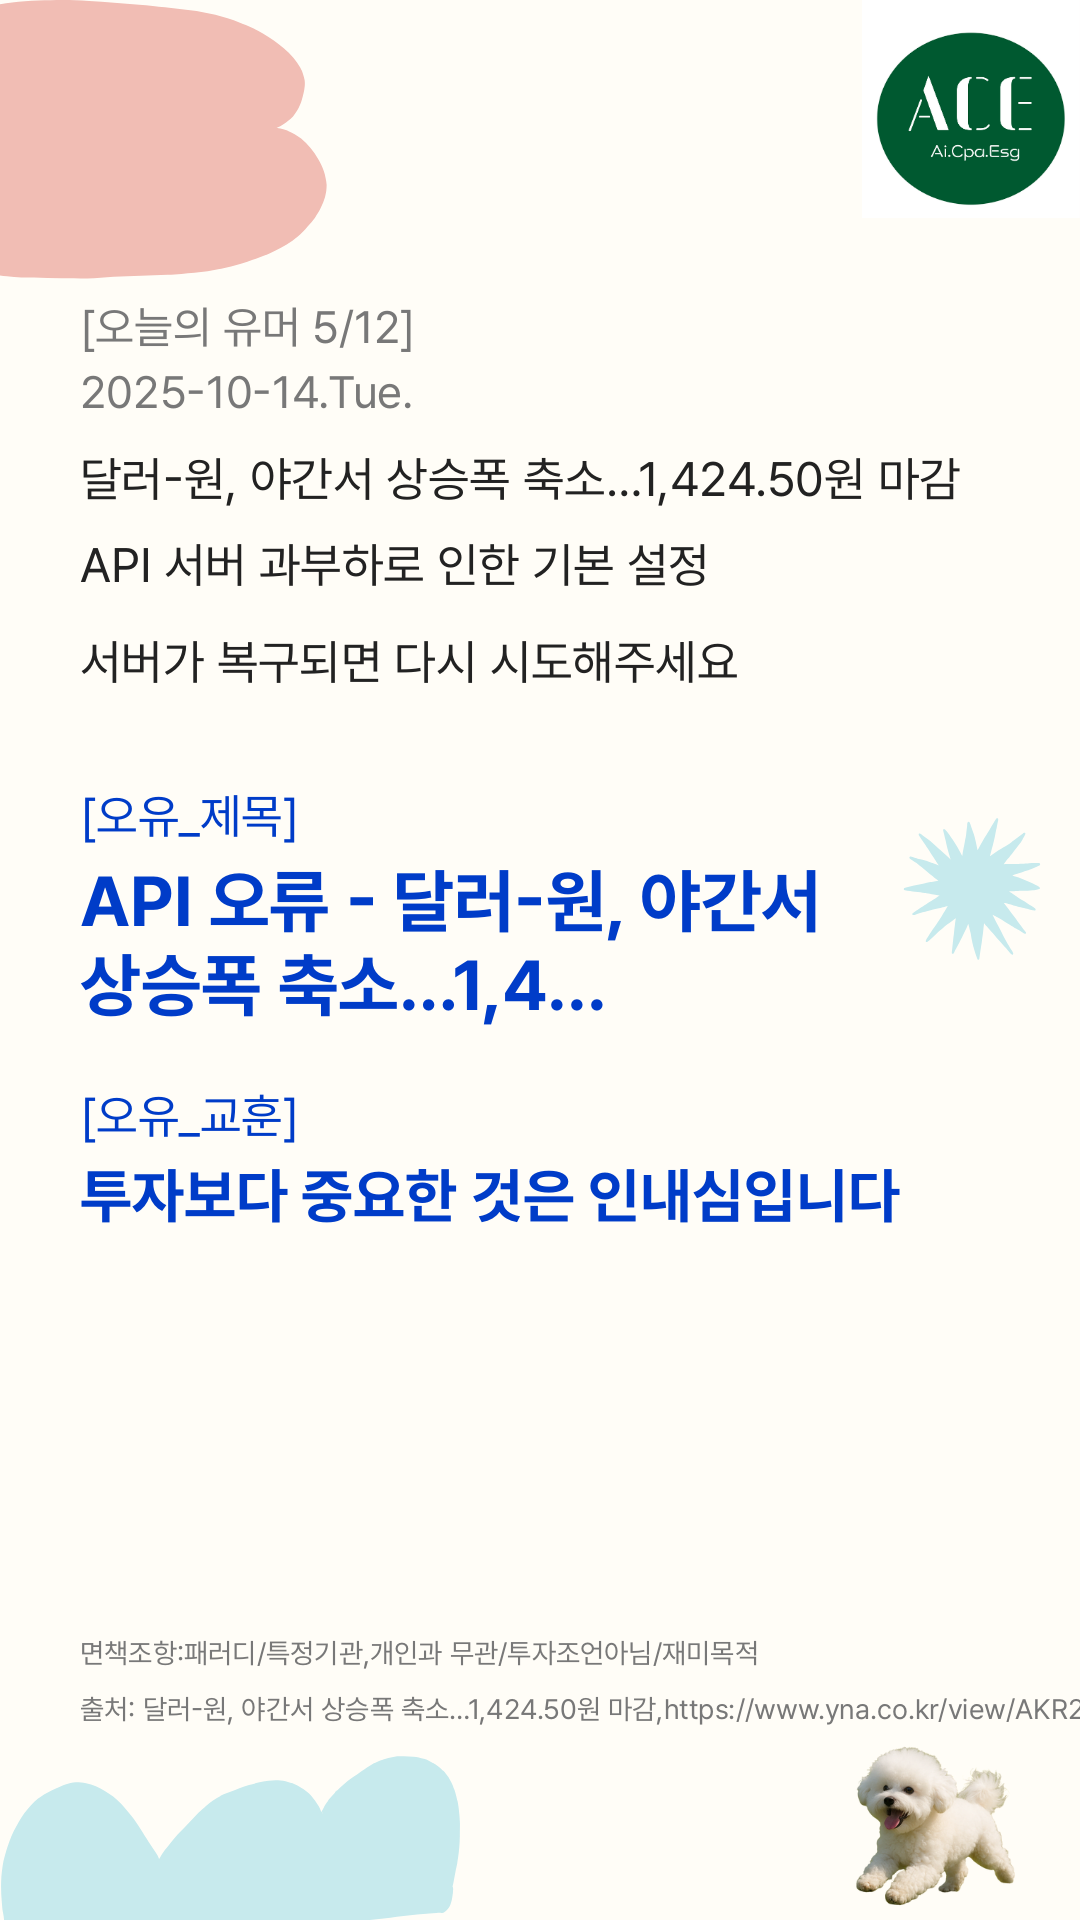 ACE
Ai.Cpa.Esg
[오늘의 유머 5/12]
2025-10-14.Tue.
달러-원, 야간서 상승폭 축소…1,424.50원 마감
API 서버 과부하로 인한 기본 설정
서버가 복구되면 다시 시도해주세요
[오유_제목]
API 오류 - 달러-원, 야간서
상승폭 축소…1,4...
[오유_교훈]
투자보다 중요한 것은 인내심입니다
면책조항:패러디/특정기관,개인과 무관/투자조언아님/재미목적
출처: 달러-원, 야간서 상승폭 축소…1,424.50원 마감,https://www.yna.co.kr/view/AKR2